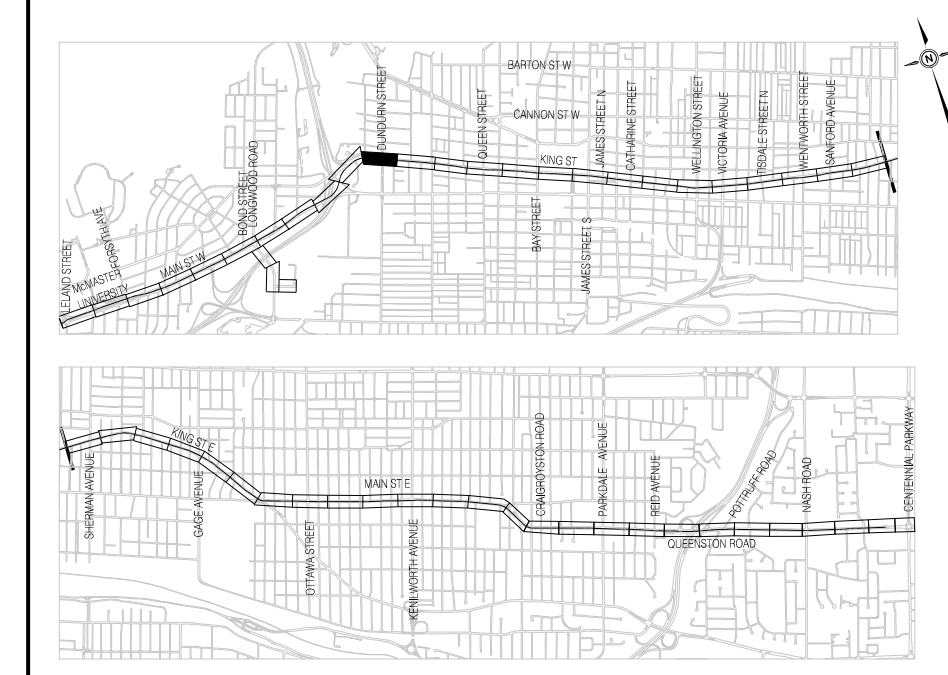 N
BARTON ST W
DUNDURN STREET
QUEEN STREET
CANNON ST W
JAMES STREET N
CATHARINE STREET
WELLINGTON STREET
VICTORIA AVENUE
TISDALE STREET N
WENTWORTH STREET
SANFORD AVENUE
KING ST
BOND STREET
LONGWOOD ROAD
BAY STREET
JAMES STREET S
LELAND STREET
FORSYTH AVE
McMASTER
UNIVERSITY
MAIN ST W
KING ST E
SHERMAN AVENUE
GAGE AVENUE
MAIN ST E
OTTAWA STREET
KENILWORTH AVENUE
CRAIGROYSTON ROAD
PARKDALE AVENUE
REID AVENUE
POTTRUFF ROAD
NASH ROAD
CENTENNIAL PARKWAY
QUEENSTON ROAD